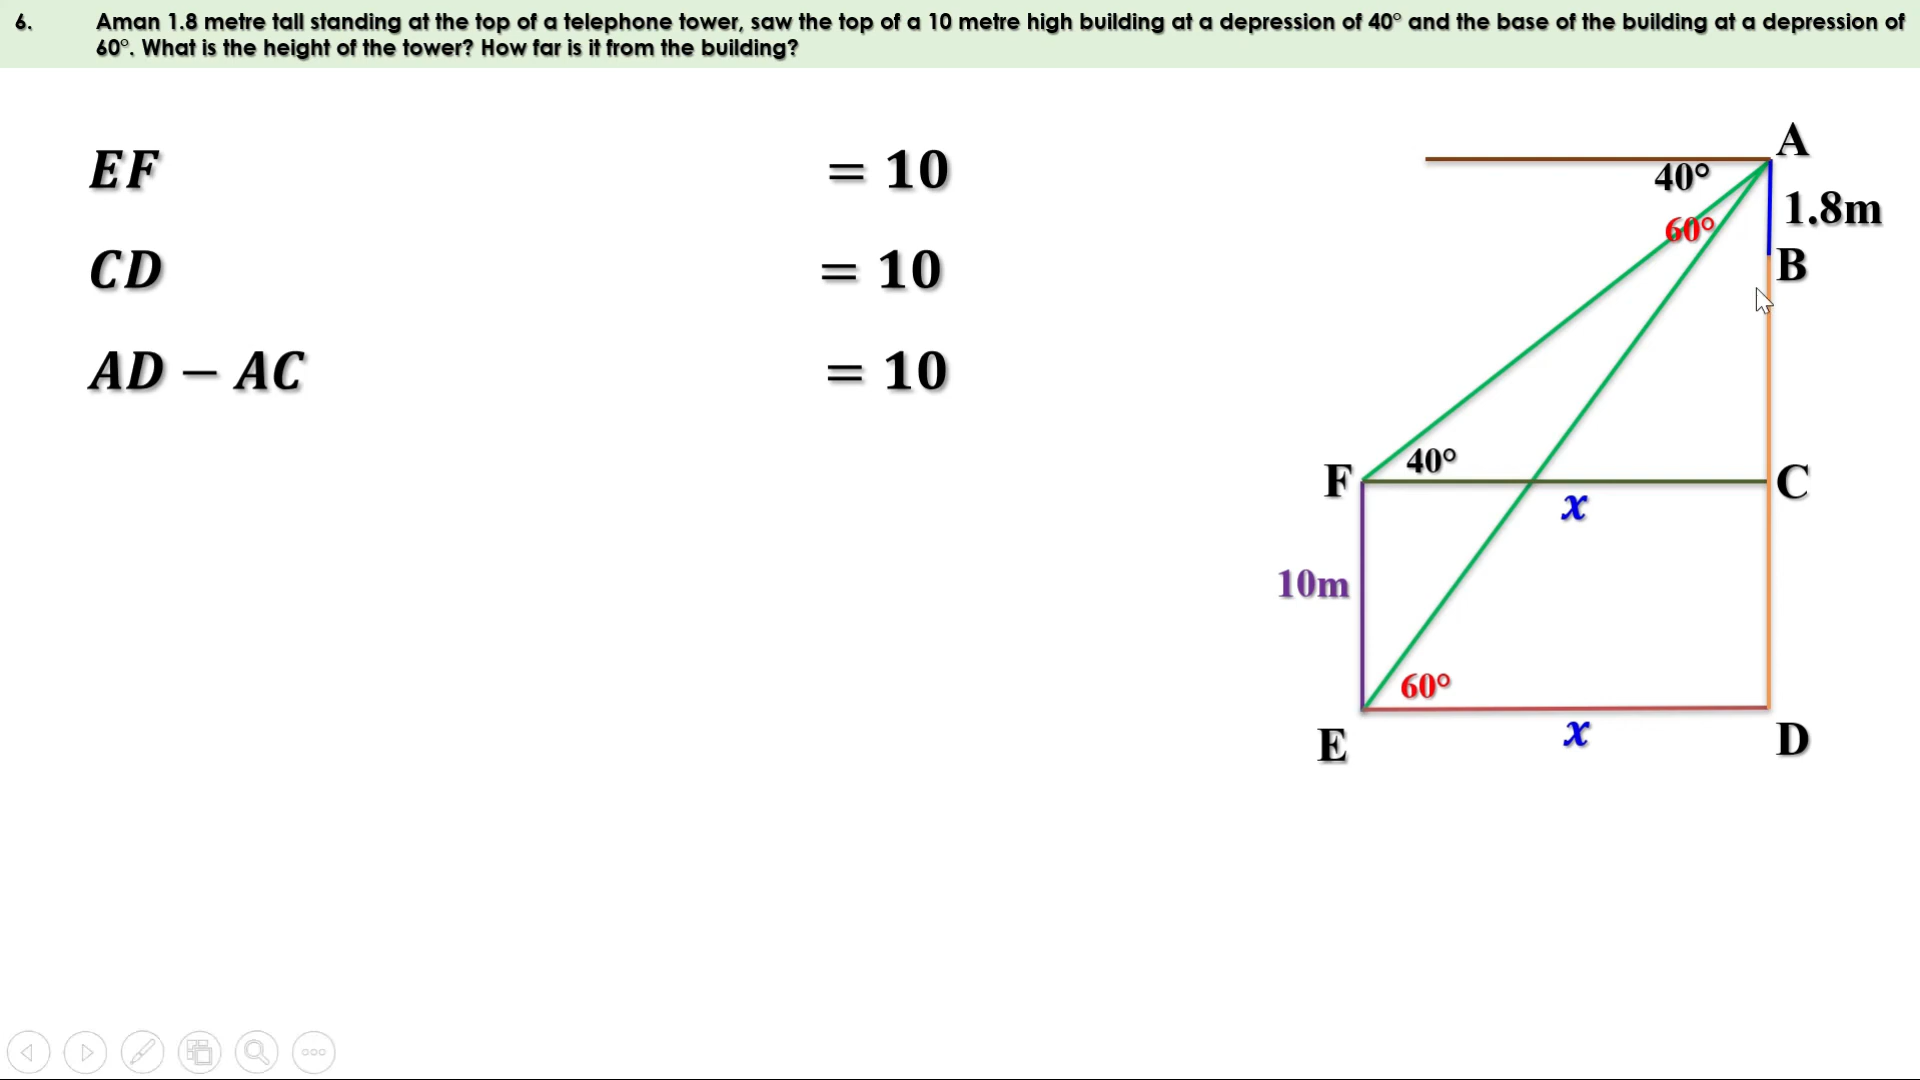 6. Aman 1.8 metre tall standing at the top of a telephone tower, saw the top of a 10 metre high building at a depression of 40° and the base of the building at a depression of
60°. What is the height of the tower? How far is it from the building?
EF = 10
CD = 10
AD − AC = 10
A
40°
1.8m
60°
B
40°
F
C
x
10m
60°
E
x
D